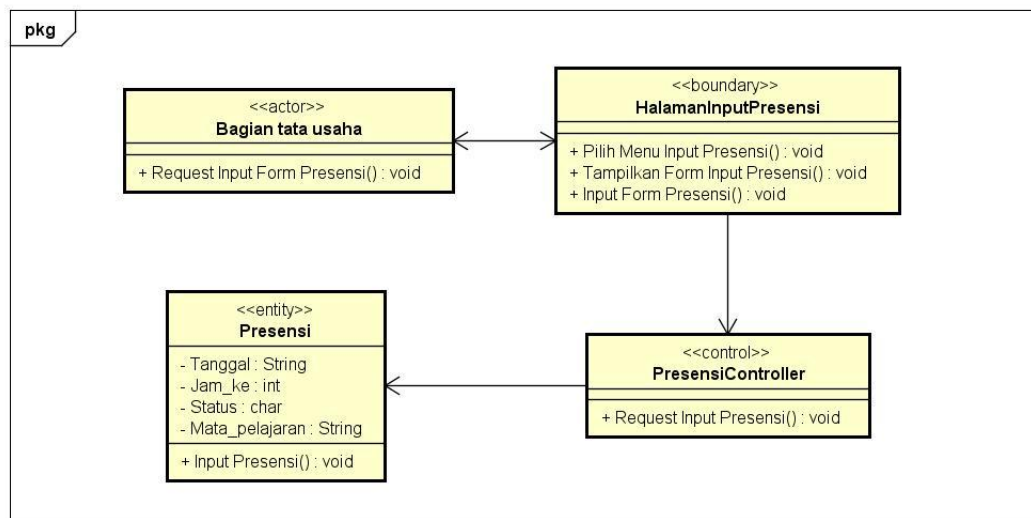 pkg
<<actor>>
Bagian tata usaha
+ Request Input Form Presensi() : void
<<boundary>>
HalamanInputPresensi
+ Pilih Menu Input Presensi() : void
+ Tampilkan Form Input Presensi() : void
+ Input Form Presensi() : void
<<entity>>
Presensi
- Tanggal : String
- Jam_ke : int
- Status : char
- Mata_pelajaran : String
+ Input Presensi() : void
<<control>>
PresensiController
+ Request Input Presensi() : void